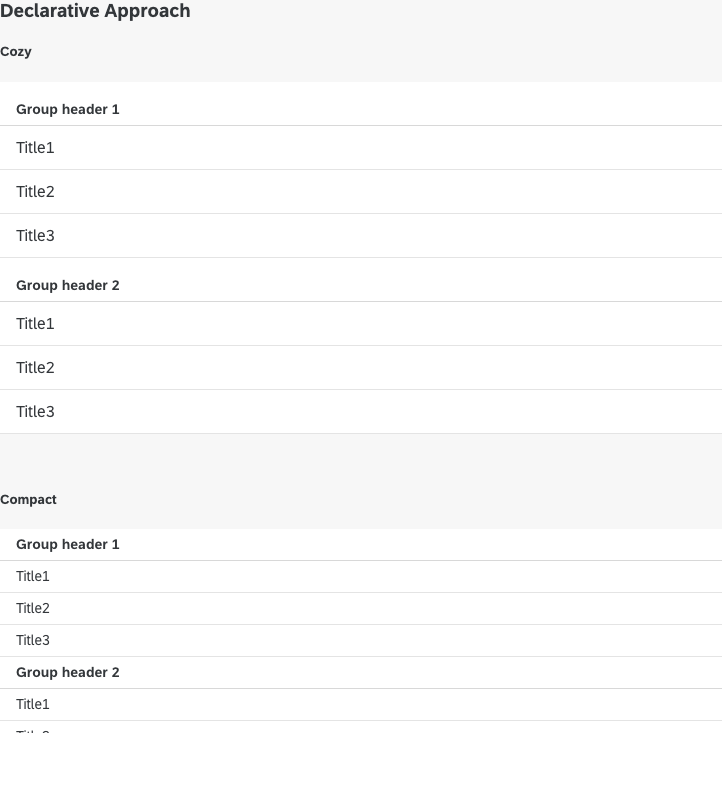 Declarative Approach
Cozy
Group header 1
Title1
Title2
Title3
Group header 2
Title1
Title2
Title3
Compact
Group header 1
Title1
Title2
Title3
Group header 2
Title1